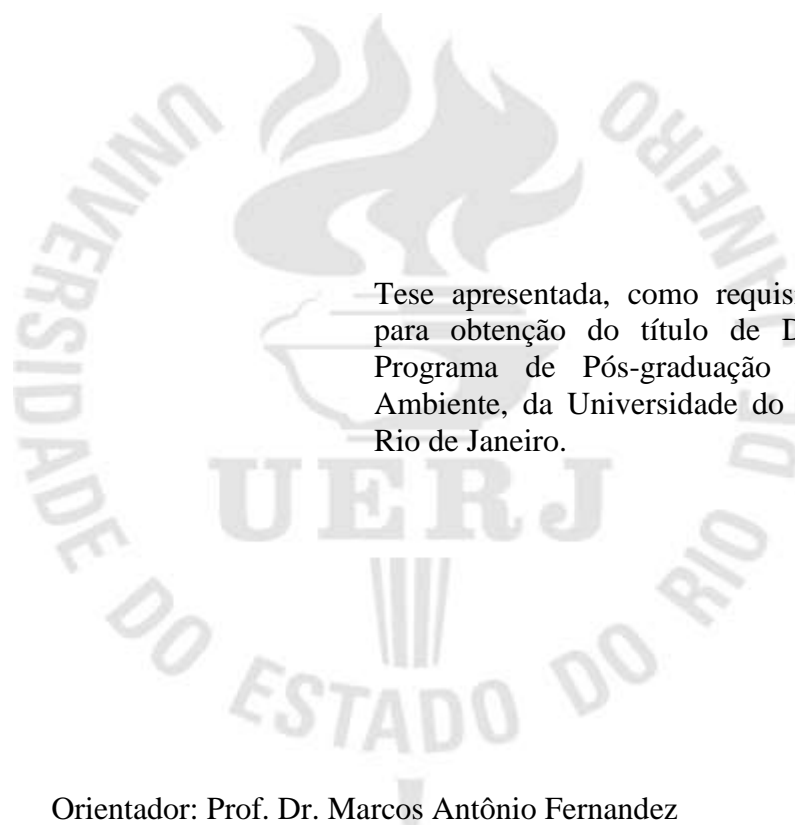 UNIVERSIDADE DO ESTADO DO RIO DE JANEIRO
Tese apresentada, como requis
para obtenção do título de D
Programa de Pós-graduação
Ambiente, da Universidade do
Rio de Janeiro.
UERJ
Orientador: Prof. Dr. Marcos Antônio Fernandez